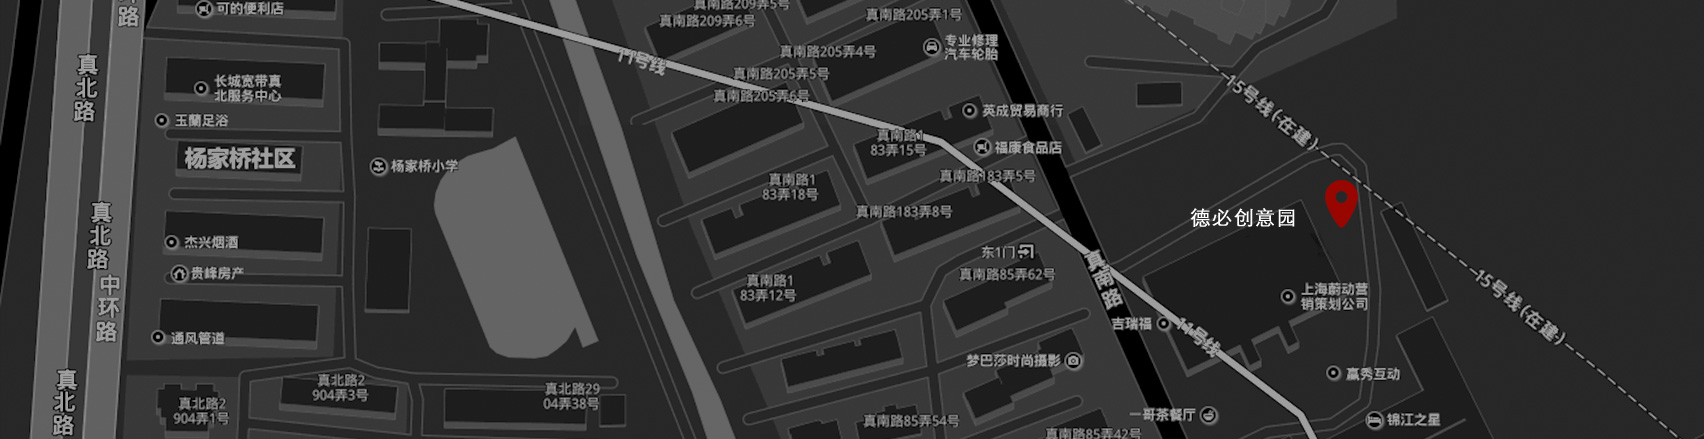 环路
可的便利店
真南路209弄5号
真南路209弄6号
真南路205弄1号
真南路205弄4号
真南路205弄5号
真南路205弄6号
11号线
专业修理
汽车轮胎
真北路
长城宽带真
北服务中心
玉蘭足浴
杨家桥社区
杨家桥小学
英成贸易商行
福康食品店
真南路1
83弄15号
真南路183弄5号
真南路1
83弄18号
真南路183弄8号
15号线(在建)
德必创意园
真北路
中环路
杰兴烟酒
贵峰房产
通风管道
东1门
真南路85弄62号
真南路1
83弄12号
真南路
吉瑞福
11号线
上海蔚动营
销策划公司
15号线(在建)
梦巴莎时尚摄影
赢秀互动
真北路
真北路2
904弄3号
真北路2
904弄1号
真北路29
04弄38号
真南路85弄54号
一哥茶餐厅
锦江之星
真南路85弄42号